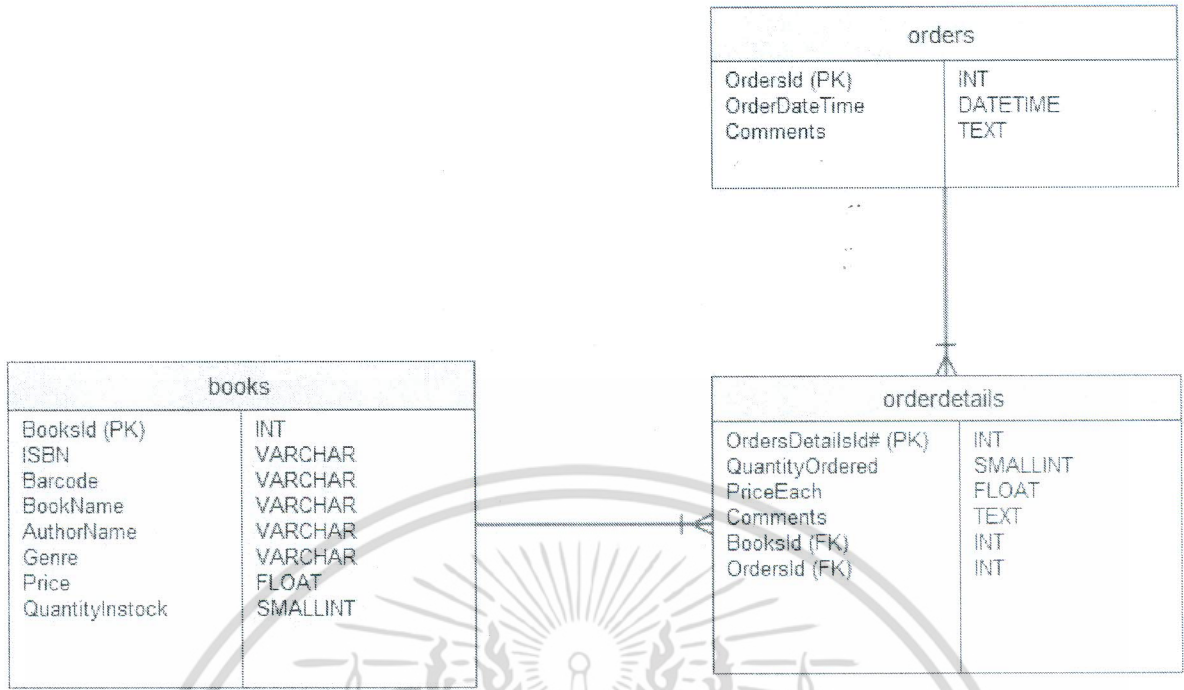 orders
OrdersId (PK) INT
OrderDateTime DATETIME
Comments TEXT
books
BooksId (PK) INT
ISBN VARCHAR
Barcode VARCHAR
BookName VARCHAR
AuthorName VARCHAR
Genre VARCHAR
Price FLOAT
QuantityInstock SMALLINT
orderdetails
OrdersDetailsId# (PK) INT
QuantityOrdered SMALLINT
PriceEach FLOAT
Comments TEXT
BooksId (FK) INT
OrdersId (FK) INT